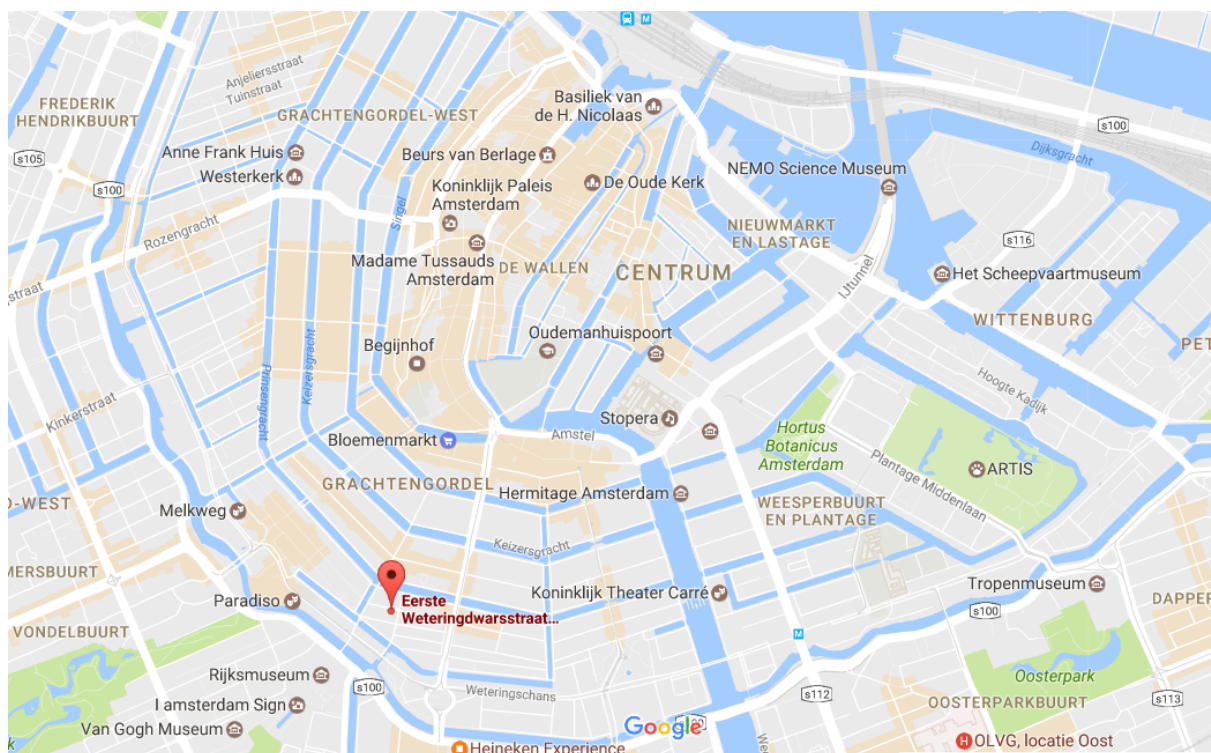 Anjeliersstraat
Tuinstraat
FREDERIK
HENDRIKBUURT
GRACHTENGORDEL-WEST
Basiliek van
de H. Nicolaas
s100
Dijksgracht
s105
Anne Frank Huis
Westerkerk
Beurs van Berlage
s100
Koninklijk Paleis
Amsterdam
De Oude Kerk
NEMO Science Museum
Singel
Rozengracht
NIEUWMARKT
EN LASTAGE
s116
Madame Tussauds
Amsterdam
DE WALLEN
CENTRUM
IJtunnel
Het Scheepvaartmuseum
straat
WITTENBURG
Oudemanhuispoort
PET
Begijnhof
Keizersgracht
Prinsengracht
Hoogte Kadijk
Kinkerstraat
Bloemenmarkt
Amstel
Stopera
Hortus
Botanicus
Amsterdam
Plantage Middenlaan
ARTIS
GRACHTENGORDEL
Hermitage Amsterdam
WEESPERBUURT
EN PLANTAGE
O-WEST
Melkweg
Keizersgracht
MERSBUURT
Paradiso
Eerste
Weteringdwarsstraat...
Koninklijk Theater Carré
Tropenmuseum
s100
DAPPER
VONDELBUURT
M
Rijksmuseum
s100
Weteringschans
s112
Oosterpark
OOSTERPARKBUURT
s113
I amsterdam Sign
Van Gogh Museum
Google
Heineken Experience
H OLVG, locatie Oost
M